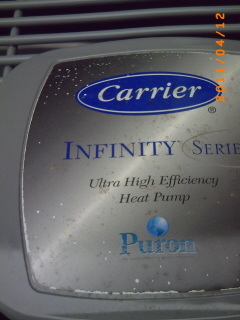 Carrier
®
INFINITY SERIE
Ultra High Efficiency
Heat Pump
Puron
2011/04/12